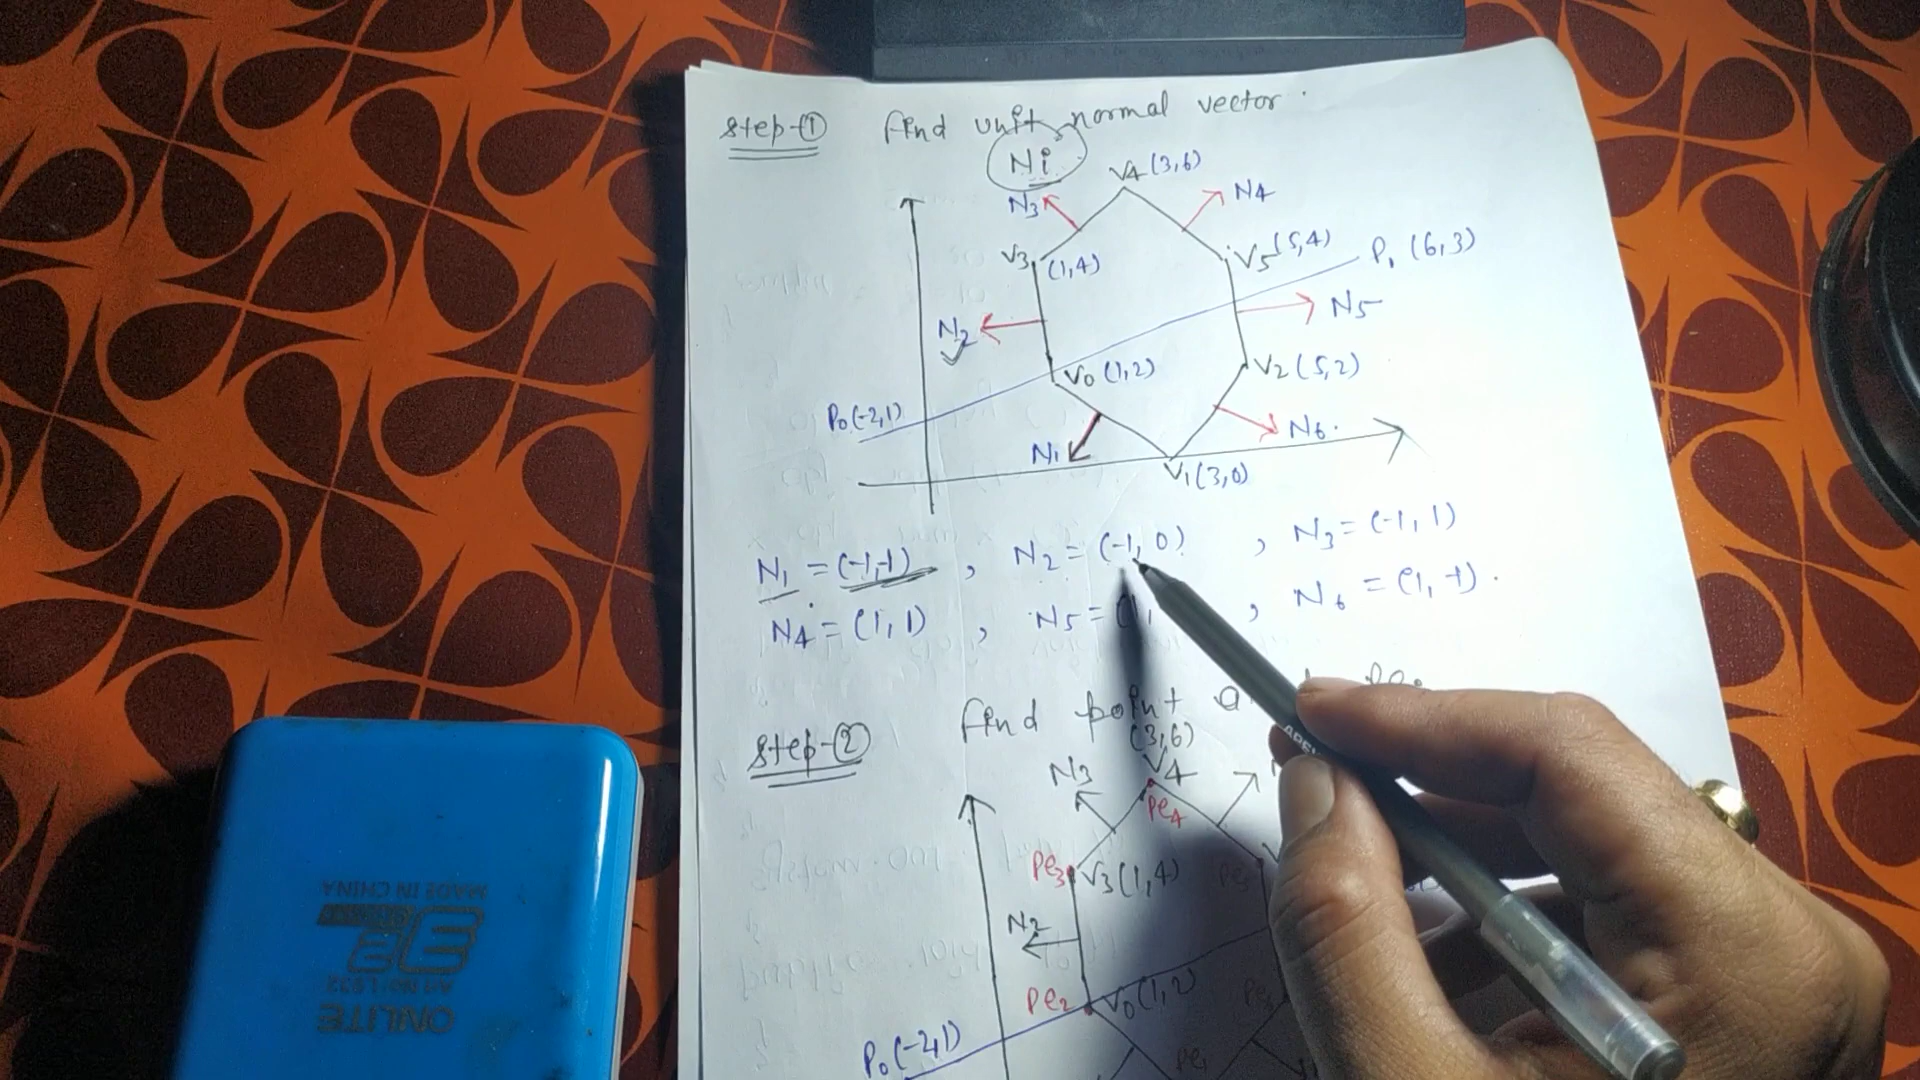 Step-①
Find unit normal vector.
Ni
V4 (3,6)
N3
N4
V3 (1,4)
V5 (5,4)
P1 (6,3)
N2
N5
V0 (1,2)
V2 (5,2)
P0(-2,1)
N1
N6.
V1(3,0)
N1 = (-1,-1) , N2 = (-1,0) , N3 = (-1,1)
N4 = (1,1) , N5 = (1, , N6 = (1,-1).
Step-②
Find point
(3,6)
N3
V4
Pe4
Pe3 V3(1,4)
N2
Pe2 V0(1,2)
P0(-2,1)
Pe1
ONLITE
MADE IN CHINA